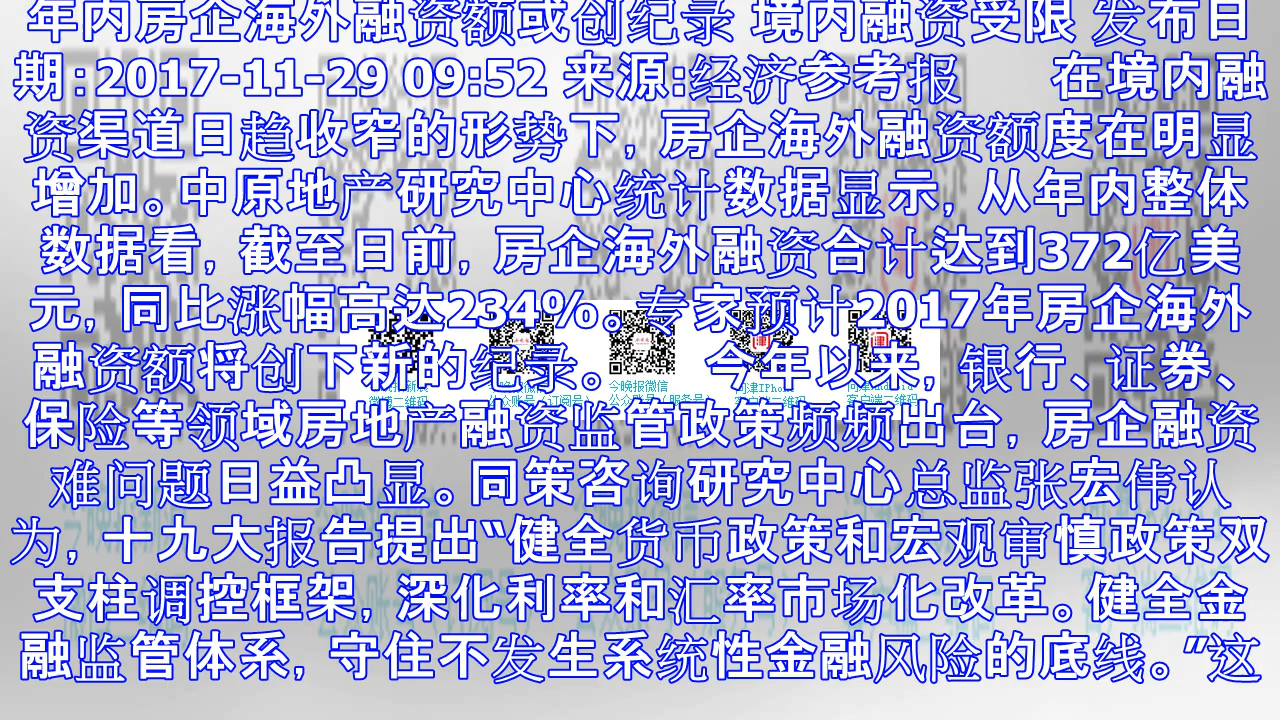 年内房企海外融资额或创纪录 境内融资受限 发布日
期:2017-11-29 09:52 来源:经济参考报 在境内融
资渠道日趋收窄的形势下, 房企海外融资额度在明显
增加。中原地产研究中心统计数据显示, 从年内整体
数据看, 截至日前, 房企海外融资合计达到372亿美
元, 同比涨幅高达234%。专家预计2017年房企海外
融资额将创下新的纪录。 今年以来, 银行、证券、
保险等领域房地产融资监管政策频频出台, 房企融资
难问题日益凸显。同策咨询研究中心总监张宏伟认
为, 十九大报告提出“健全货币政策和宏观审慎政策双
支柱调控框架, 深化利率和汇率市场化改革。健全金
融监管体系, 守住不发生系统性金融风险的底线。”这
今晚报微信
公众账号(服务号)